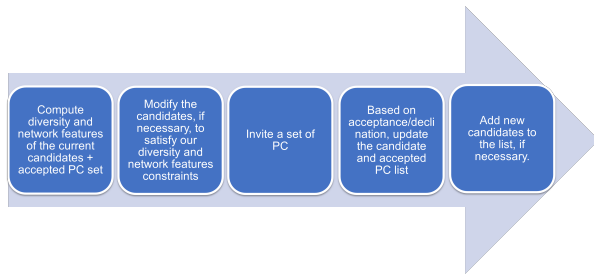 Compute
diversity and
network features
of the current
candidates +
accepted PC set
Modify the
candidates, if
necessary, to
satisfy our
diversity and
network features
constraints
Invite a set of
PC
Based on
acceptance/decli
nation, update
the candidate
and accepted
PC list
Add new
candidates to
the list, if
necessary.